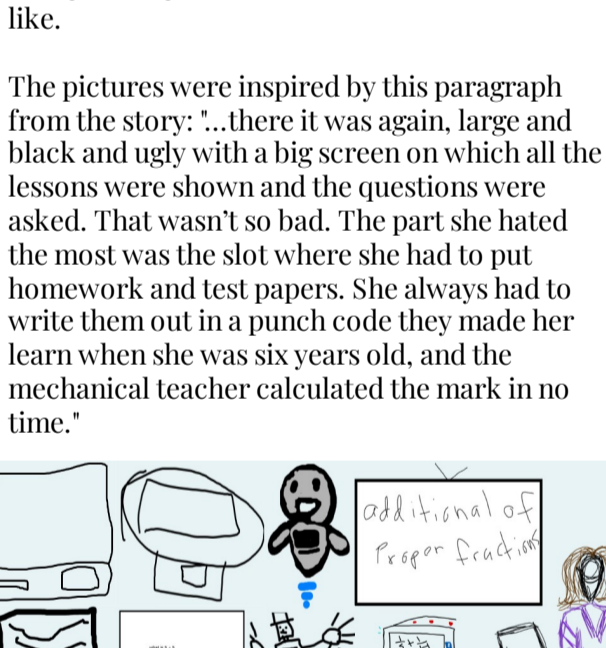 like.
The pictures were inspired by this paragraph
from the story: "...there it was again, large and
black and ugly with a big screen on which all the
lessons were shown and the questions were
asked. That wasn't so bad. The part she hated
the most was the slot where she had to put
homework and test papers. She always had to
write them out in a punch code they made her
learn when she was six years old, and the
mechanical teacher calculated the mark in no
time."
additional of
Proper fractions